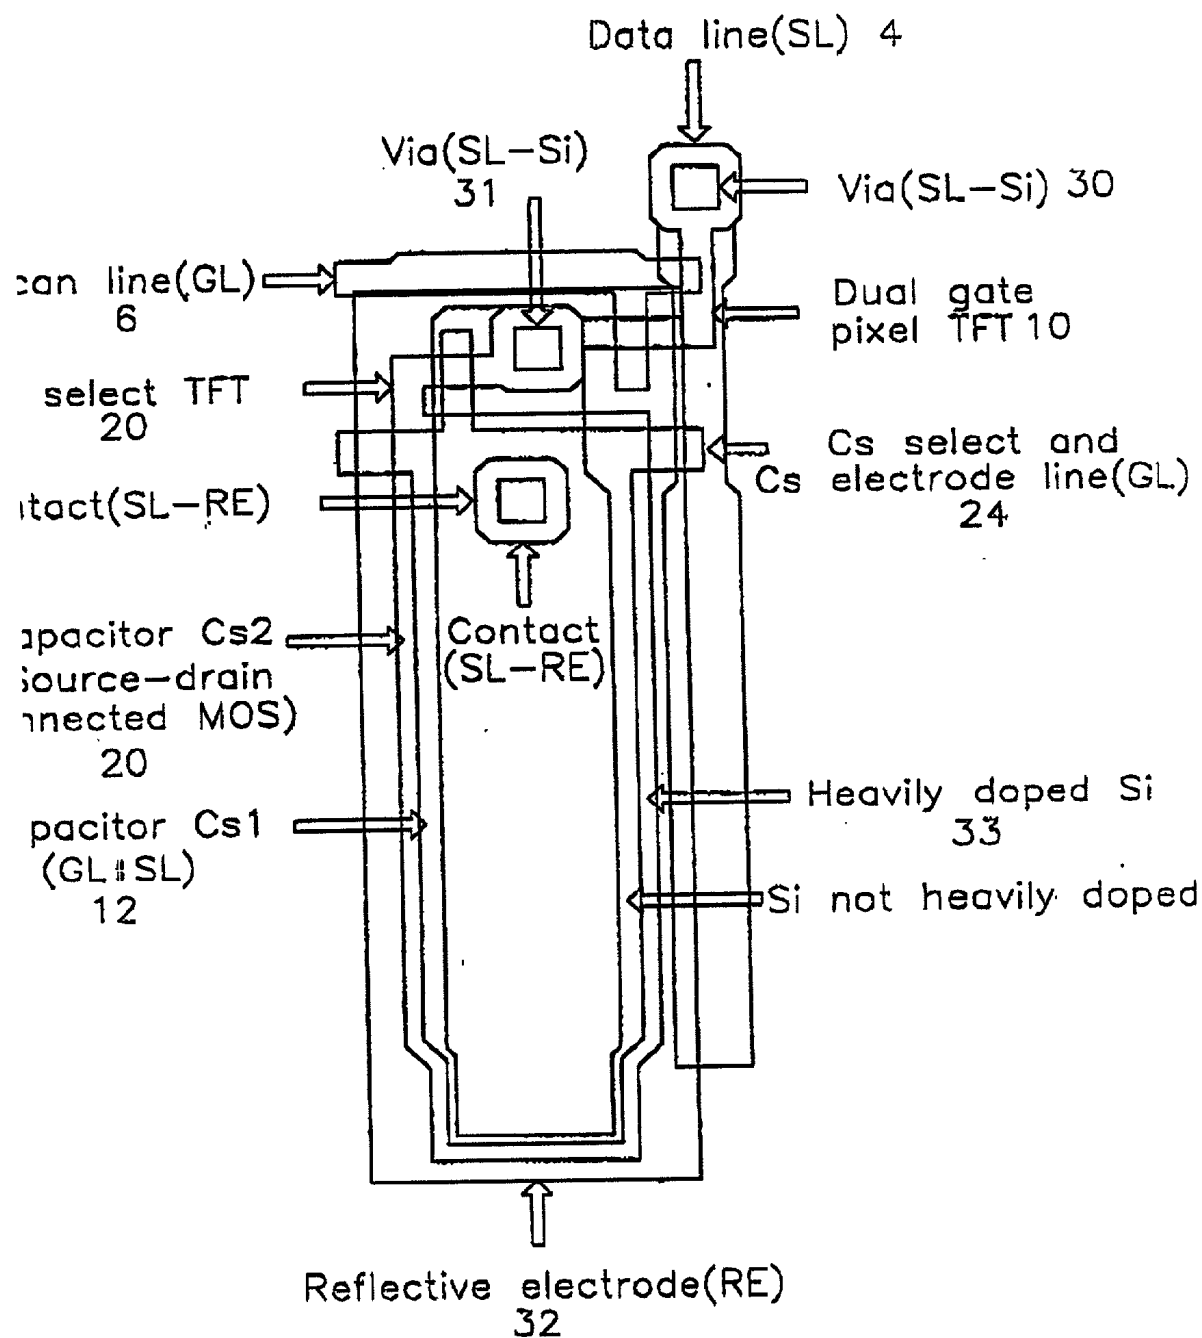 Data line(SL) 4
Via(SL-Si)
31
Via(SL-Si) 30
can line(GL)
6
Dual gate
pixel TFT 10
select TFT
20
Cs select and
Cs electrode line(GL)
24
ntact(SL-RE)
Contact
(SL-RE)
apacitor Cs2
Source-drain
nnected MOS)
20
Heavily doped Si
33
pacitor Cs1
(GL SL)
12
Si not heavily doped
Reflective electrode(RE)
32